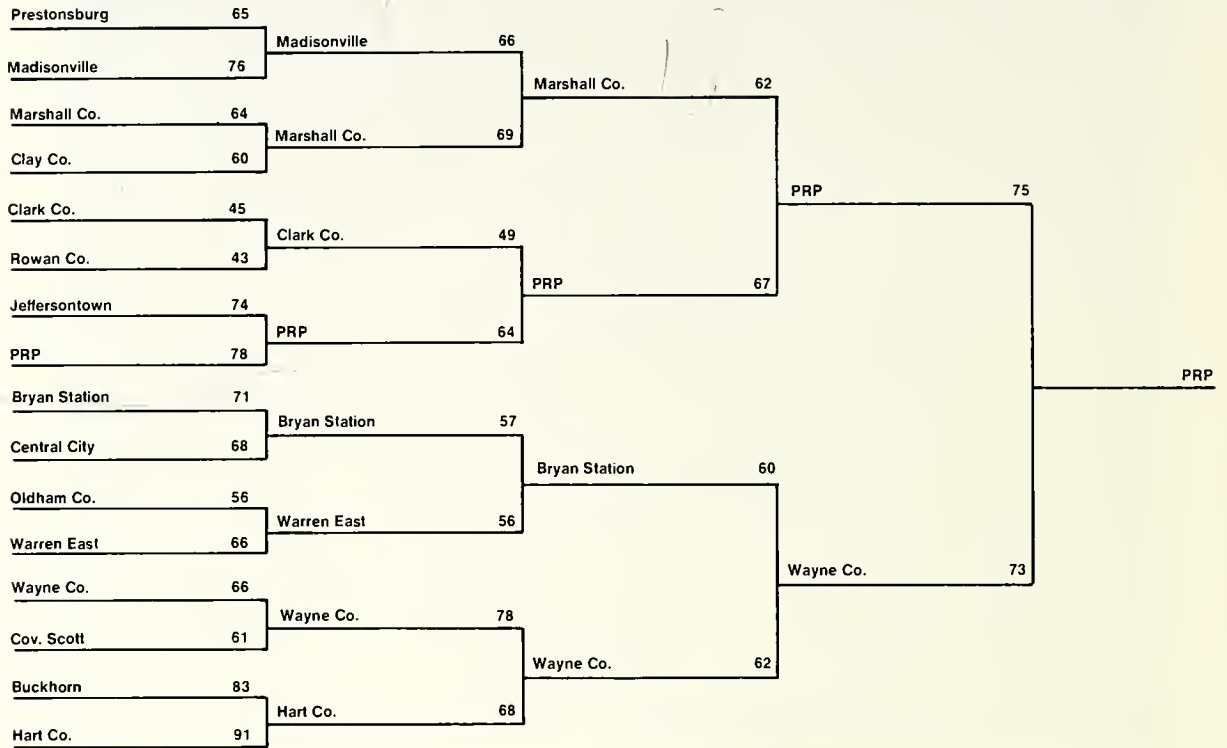 Prestonsburg 65
Madisonville 76
Marshall Co. 64
Clay Co. 60
Clark Co. 45
Rowan Co. 43
Jeffersontown 74
PRP 78
Bryan Station 71
Central City 68
Oldham Co. 56
Warren East 66
Wayne Co. 66
Cov. Scott 61
Buckhorn 83
Hart Co. 91
Madisonville 66
Marshall Co. 69
Clark Co. 49
PRP 64
Bryan Station 57
Warren East 56
Wayne Co. 78
Hart Co. 68
Marshall Co. 62
PRP 67
Bryan Station 60
Wayne Co. 62
PRP 75
Wayne Co. 73
PRP